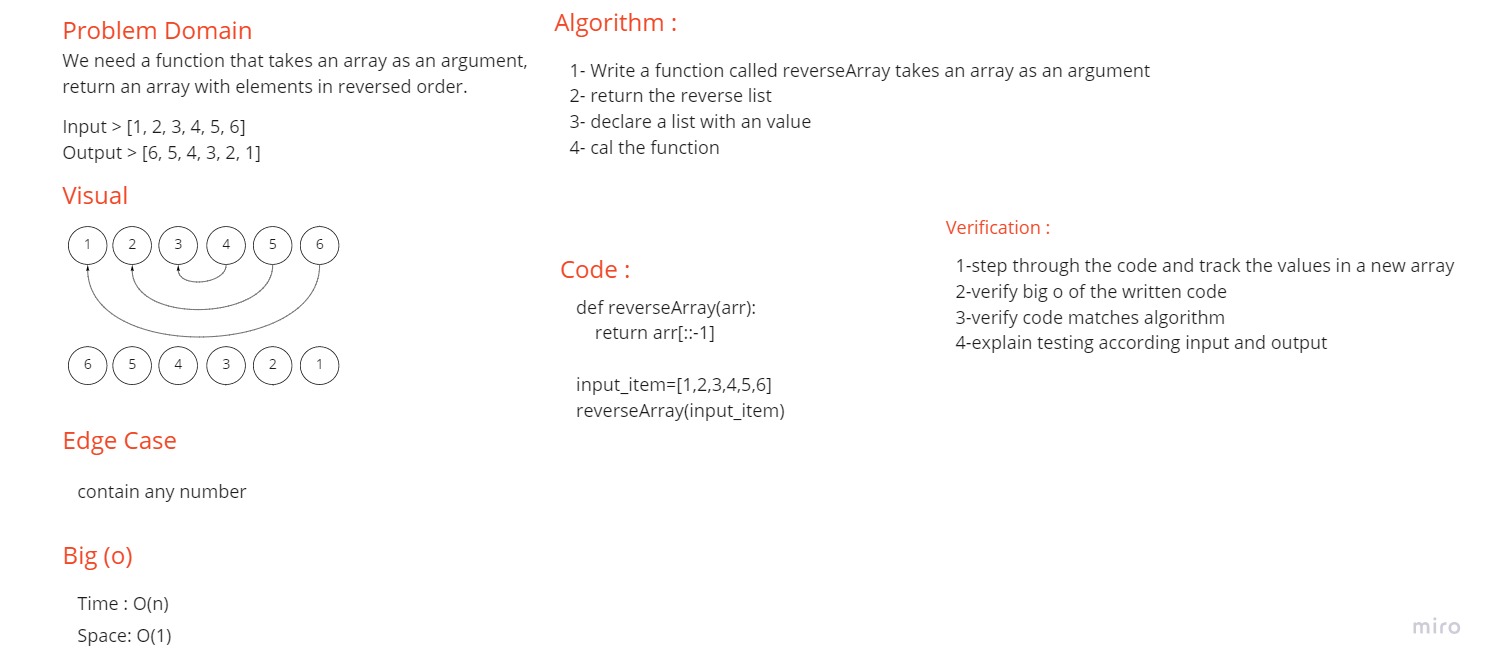 Problem Domain
We need a function that takes an array as an argument,
return an array with elements in reversed order.
Input > [1, 2, 3, 4, 5, 6]
Output > [6, 5, 4, 3, 2, 1]
Visual
1 2 3 4 5 6
6 5 4 3 2 1
Edge Case
contain any number
Big (o)
Time : O(n)
Space: O(1)
Algorithm :
1- Write a function called reverseArray takes an array as an argument
2- return the reverse list
3- declare a list with an value
4- cal the function
Code :
def reverseArray(arr):
return arr[::-1]
input_item=[1,2,3,4,5,6]
reverseArray(input_item)
Verification :
1-step through the code and track the values in a new array
2-verify big o of the written code
3-verify code matches algorithm
4-explain testing according input and output
miro